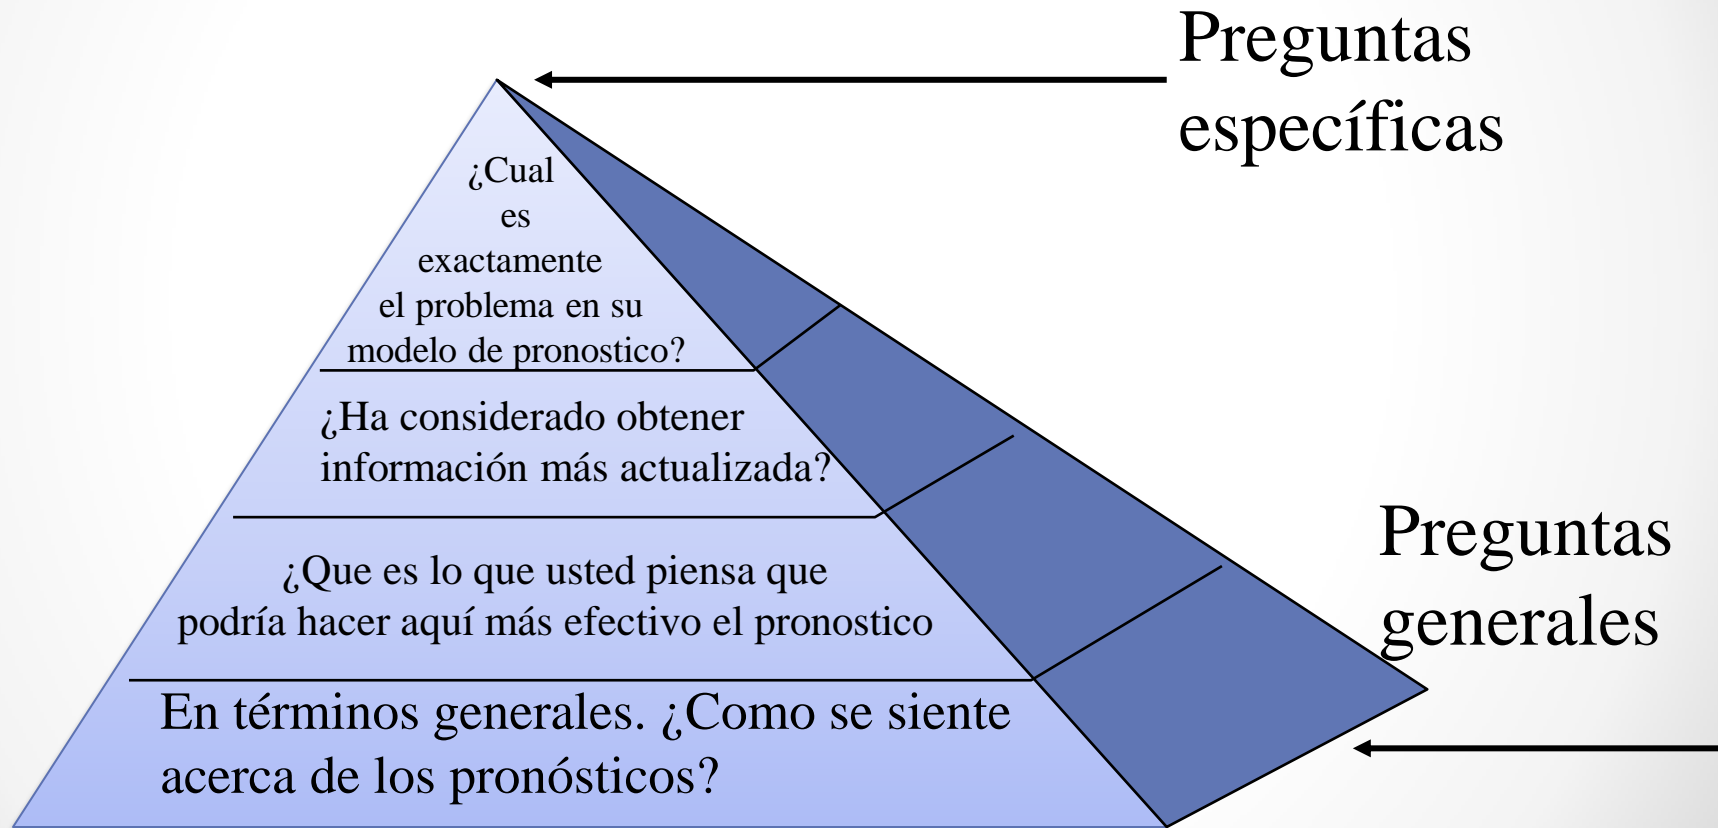 Preguntas
específicas
¿Cual
es
exactamente
el problema en su
modelo de pronostico?
¿Ha considerado obtener
información más actualizada?
¿Que es lo que usted piensa que
podría hacer aquí más efectivo el pronostico
Preguntas
generales
En términos generales. ¿Como se siente
acerca de los pronósticos?